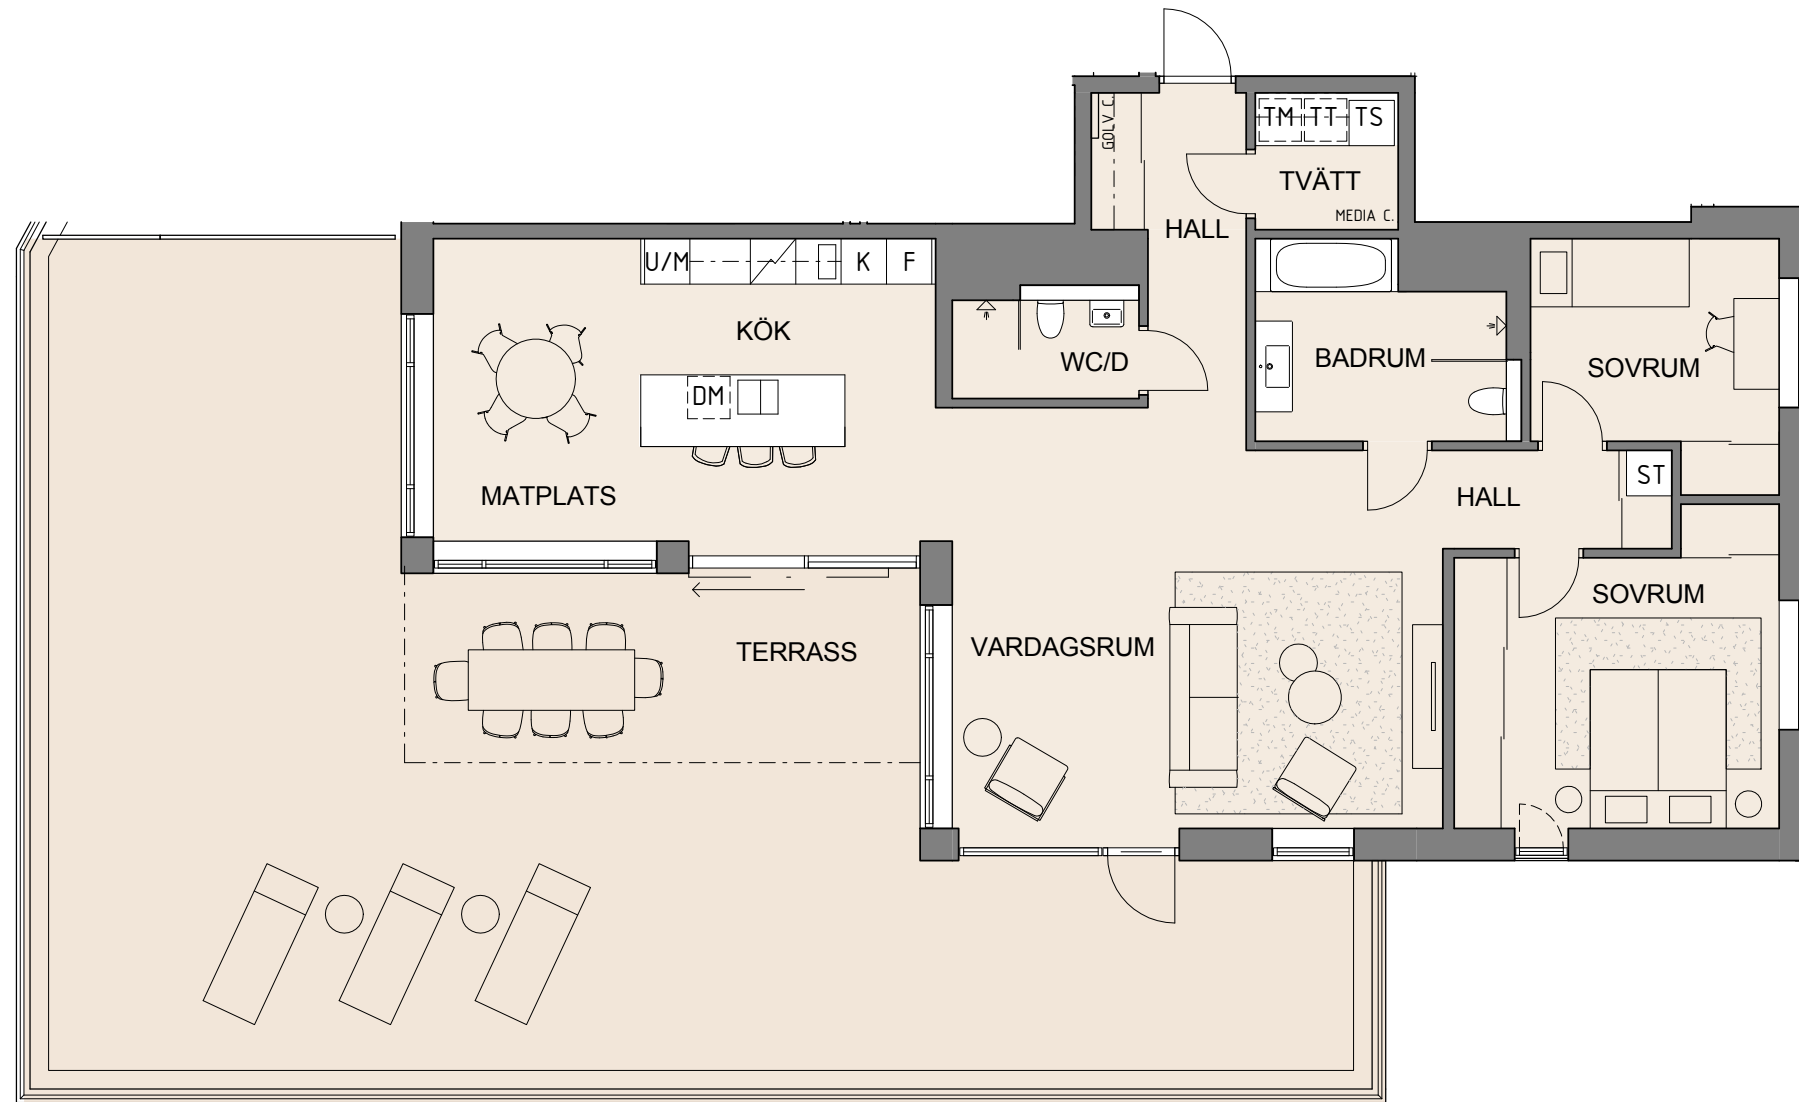 GOLV C.
TM TT TS
TVÄTT
MEDIA C.
HALL
U/M K F
KÖK
WC/D
BADRUM
SOVRUM
DM
MATPLATS
HALL
ST
SOVRUM
TERRASS
VARDAGSRUM